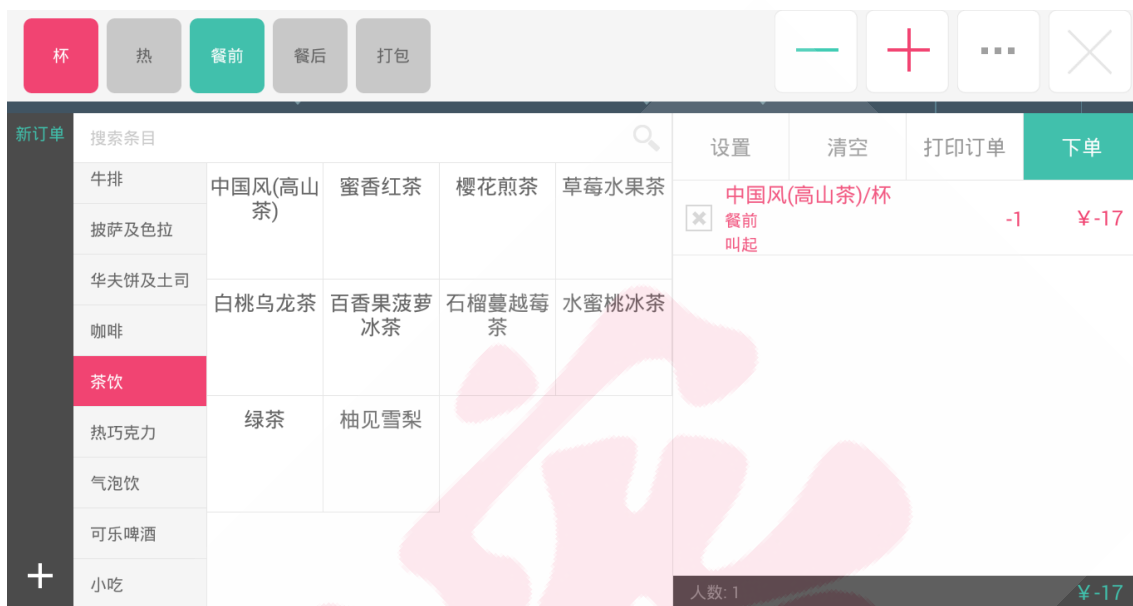 杯
热
餐前
餐后
打包
新订单
搜索条目
设置
清空
打印订单
下单
牛排
披萨及色拉
华夫饼及土司
咖啡
茶饮
热巧克力
气泡饮
可乐啤酒
小吃
中国风(高山
茶)
蜜香红茶
樱花煎茶
草莓水果茶
白桃乌龙茶
百香果菠萝
冰茶
石榴蔓越莓
茶
水蜜桃冰茶
绿茶
柚见雪梨
中国风(高山茶)/杯
餐前
叫起
-1
¥-17
人数: 1
¥-17